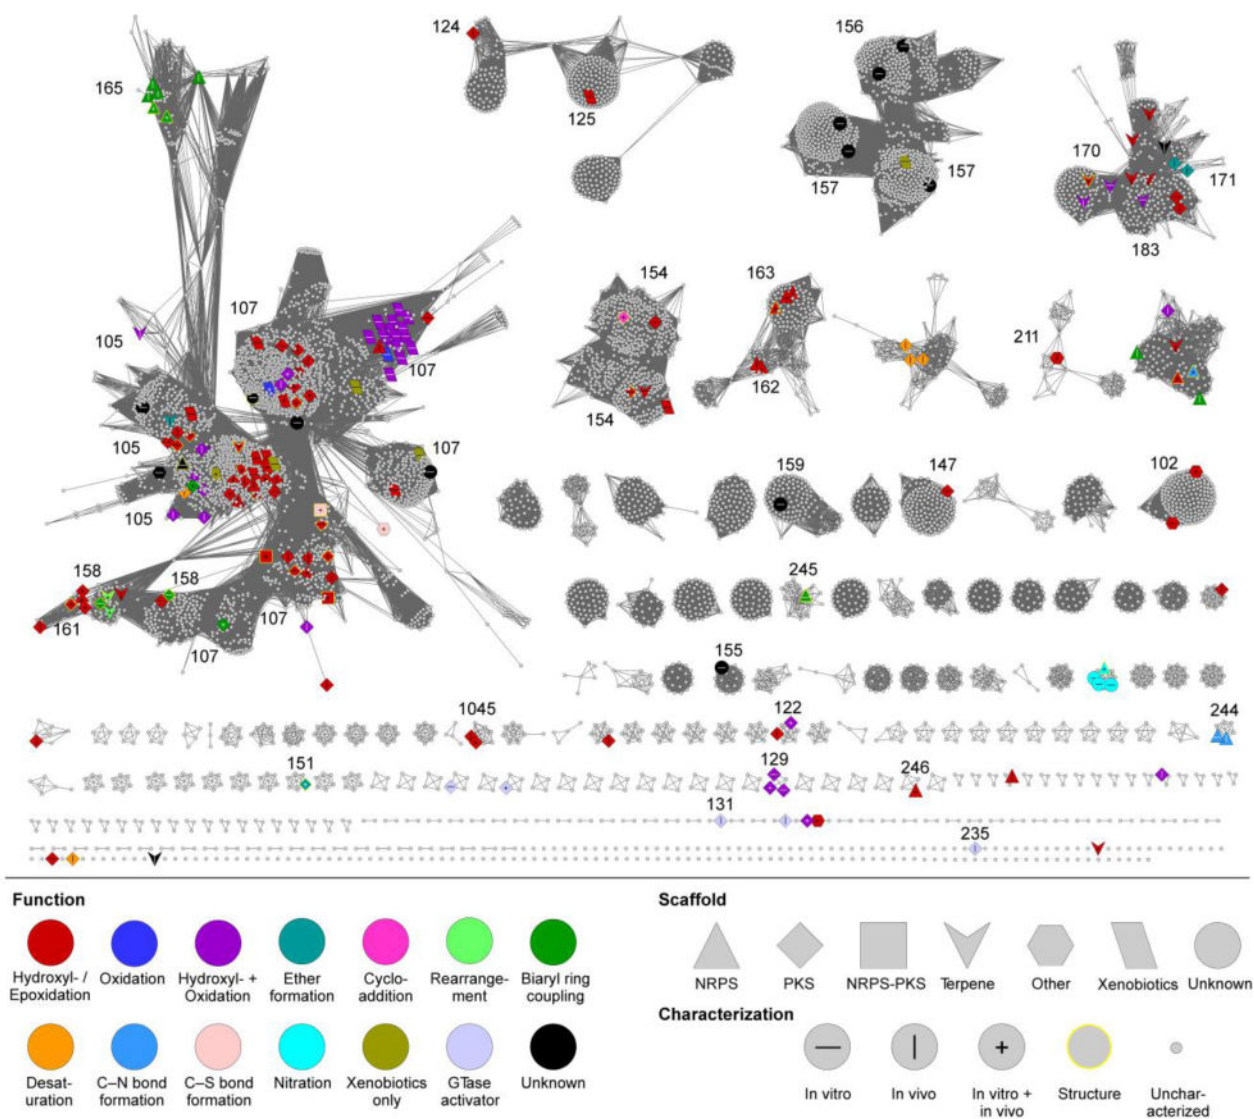 124
156
165
125
170
171
157
157
183
154
163
107
105
211
107
162
154
105
107
159
147
102
105
158
158
245
161
107
107
155
1045
122
244
151
129
246
131
235
Function
Scaffold
Hydroxyl- / Epoxidation
Oxidation
Hydroxyl- + Oxidation
Ether formation
Cyclo-addition
Rearrange-ment
Biaryl ring coupling
NRPS
PKS
NRPS-PKS
Terpene
Other
Xenobiotics
Unknown
Characterization
Desat-uration
C–N bond formation
C–S bond formation
Nitration
Xenobiotics only
GTase activator
Unknown
In vitro
In vivo
In vitro + in vivo
Structure
Unchar-acterized